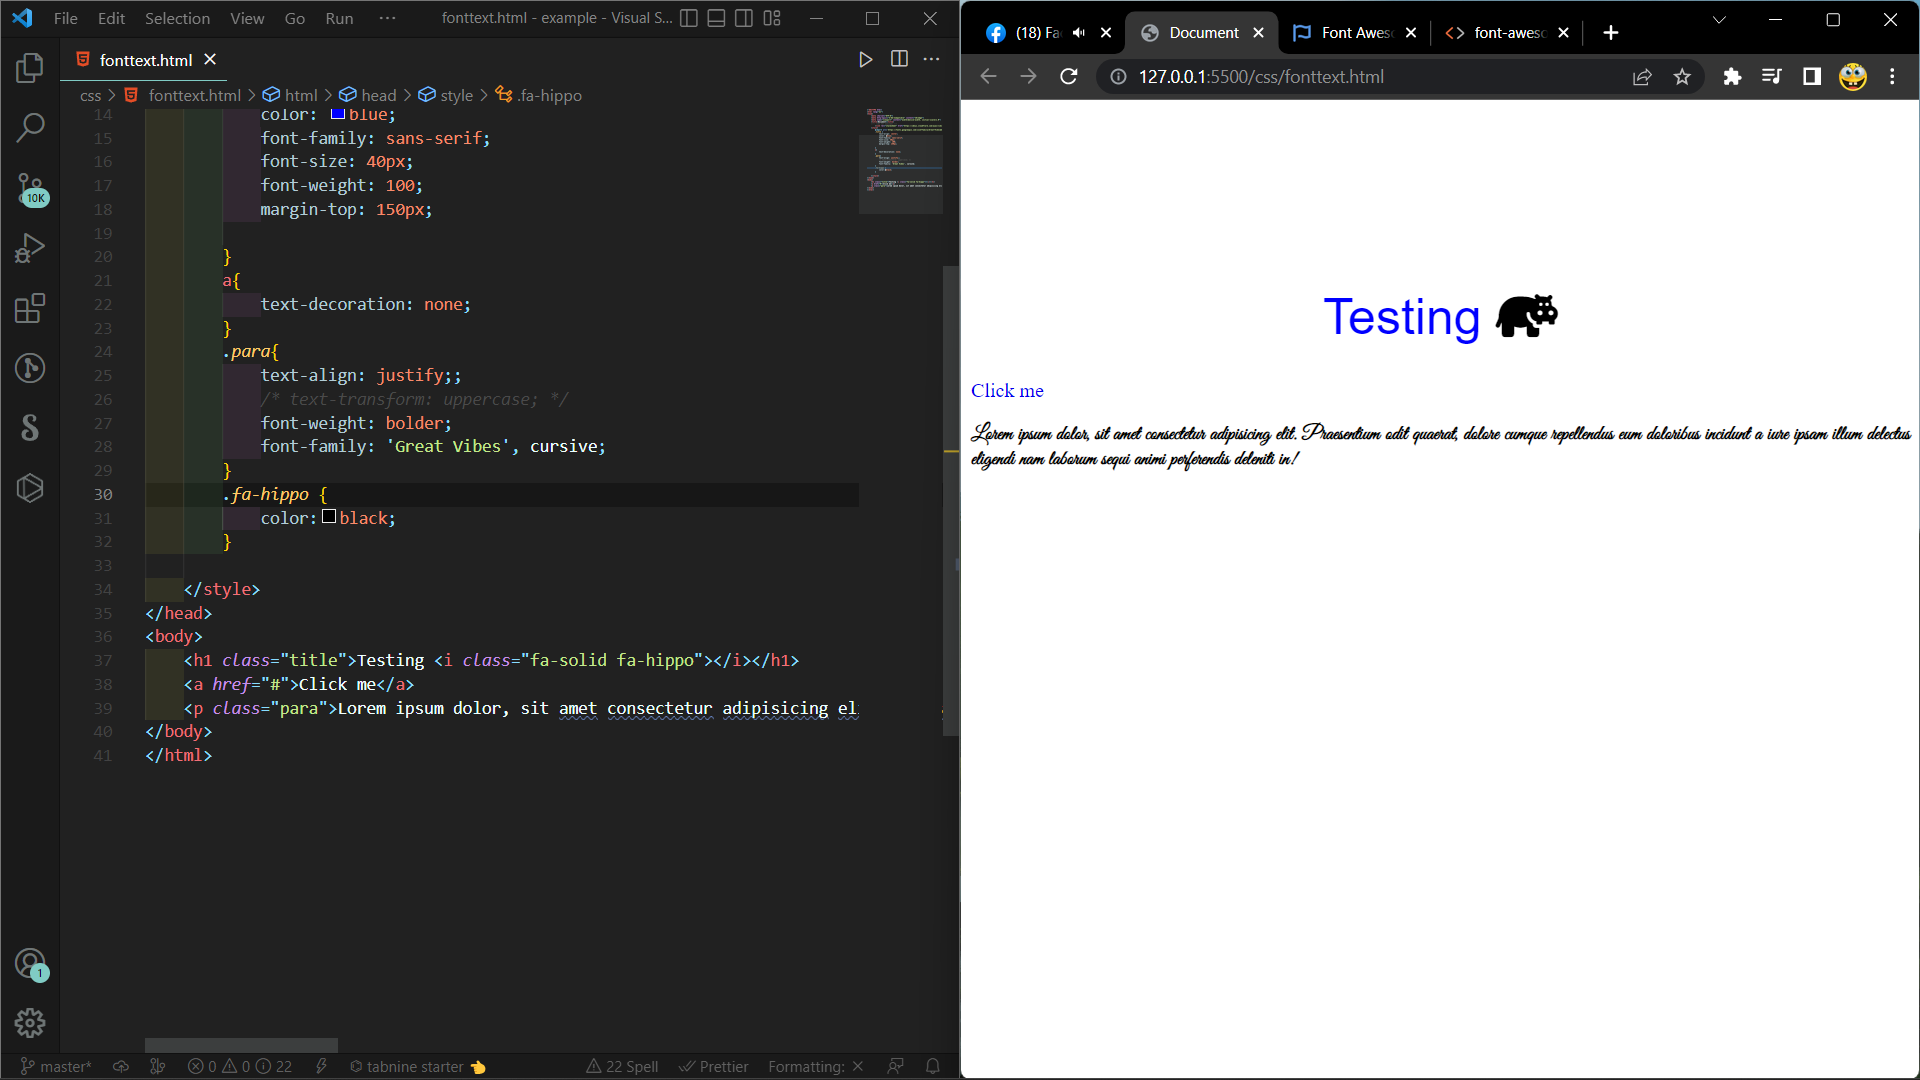 File Edit Selection View Go Run ··· fonttext.html - example - Visual S...
fonttext.html
css > fonttext.html > html > head > style > .fa-hippo
14 color: blue;
15 font-family: sans-serif;
16 font-size: 40px;
17 font-weight: 100;
18 margin-top: 150px;
19
20 }
21 a{
22 text-decoration: none;
23 }
24 .para{
25 text-align: justify;;
26 /* text-transform: uppercase; */
27 font-weight: bolder;
28 font-family: 'Great Vibes', cursive;
29 }
30 .fa-hippo {
31 color: black;
32 }
33
34 </style>
35 </head>
36 <body>
37 <h1 class="title">Testing <i class="fa-solid fa-hippo"></i></h1>
38 <a href="#">Click me</a>
39 <p class="para">Lorem ipsum dolor, sit amet consectetur adipisicing eli
40 </body>
41 </html>
10K
1
master* 0 0 22 tabnine starter 22 Spell Prettier Formatting:
(18) Fa Document Font Awes font-awes
127.0.0.1:5500/css/fonttext.html
Testing
Click me
Lorem ipsum dolor, sit amet consectetur adipisicing elit. Praesentium odit quaerat, dolore cumque repellendus eum doloribus incidunt a iure ipsam illum delectus
eligendi nam laborum sequi animi perferendis deleniti in!